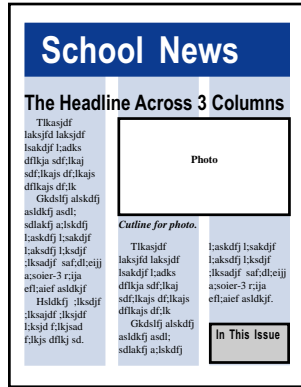 School News
The Headline Across 3 Columns
Tlkasjdf
laksjfd laksjdf
lsakdjf l;adks
dflkja sdf;lkaj
sdf;lkajs df;lkajs
dflkajs df;lk
Gkdslfj alskdfj
asldkfj asdl;
sdlakfj a;lskdfj
l;askdfj l;sakdjf
l;aksdfj l;ksdjf
;lksadjf saf;dl;eijj
a;soier-3 r;ija
efl;aief asldkjf
Hsldkfj ;lksdjf
;lksajdf ;lksjdf
l;ksjd f;lkjsad
f;lkjs dflkj sd.
Photo
Cutline for photo.
Tlkasjdf
laksjfd laksjdf
lsakdjf l;adks
dflkja sdf;lkaj
sdf;lkajs df;lkajs
dflkajs df;lk
Gkdslfj alskdfj
asldkfj asdl;
sdlakfj a;lskdfj
l;askdfj l;sakdjf
l;aksdfj l;ksdjf
;lksadjf saf;dl;eijj
a;soier-3 r;ija
efl;aief asldkjf.
In This Issue